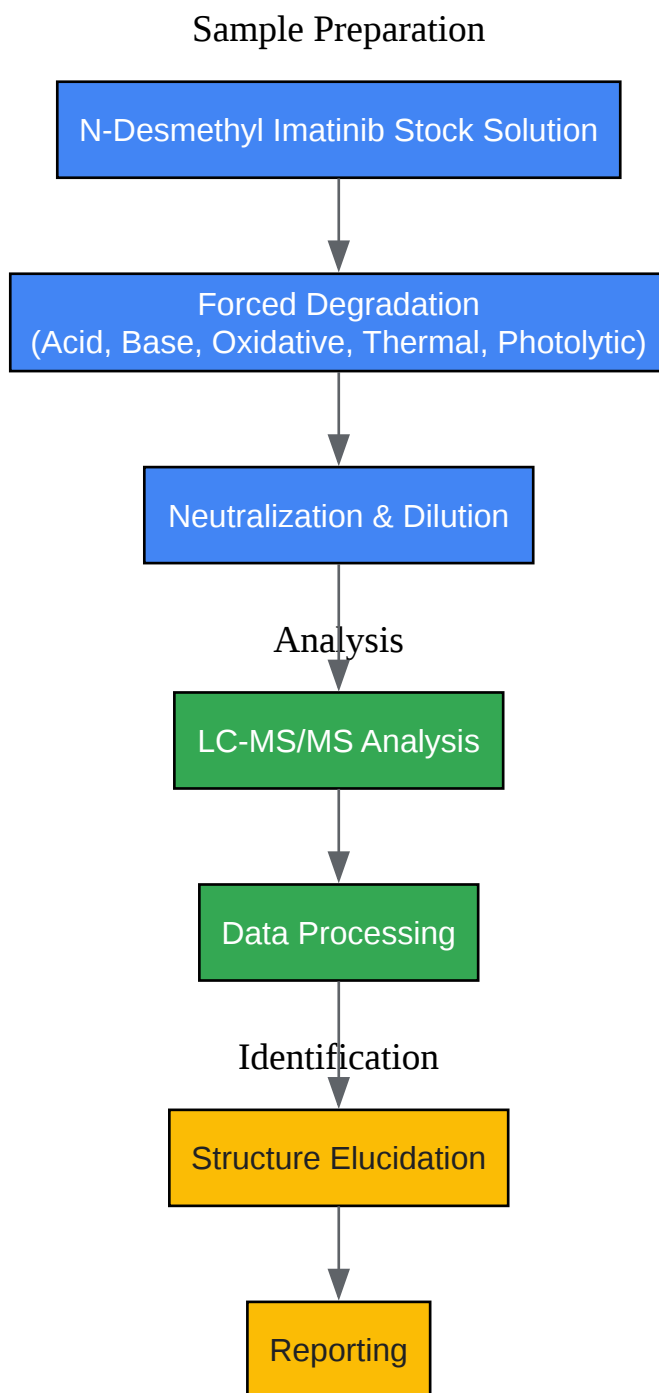 Sample Preparation
N-Desmethyl Imatinib Stock Solution
Forced Degradation
(Acid, Base, Oxidative, Thermal, Photolytic)
Neutralization & Dilution
Analysis
LC-MS/MS Analysis
Data Processing
Identification
Structure Elucidation
Reporting